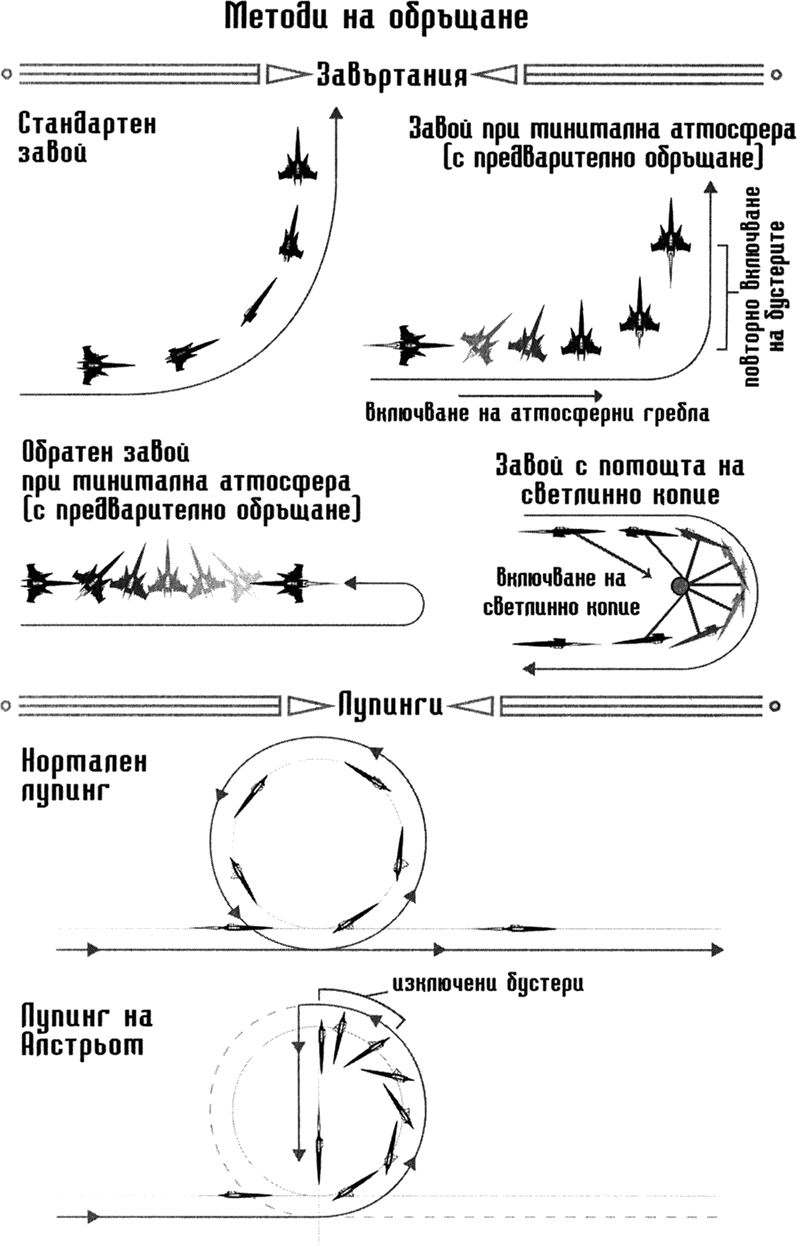 Методи на обръщане
Завъртания
Стандартен
завой
Завой при минимална атмосфера
(с предварително обръщане)
повторно включване
на бустерите
включване на атмосферни гребла
Обратен завой
при минимална атмосфера
(с предварително обръщане)
Завой с помощта на
светлинно копие
включване на
светлинно копие
Лупинги
Нормален
лупинг
изключени бустери
Лупинг на
Алстрьом